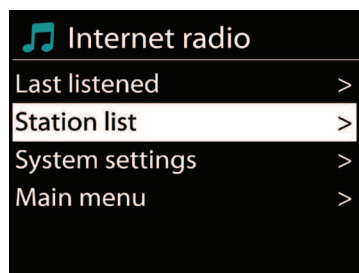 Internet radio
Last listened >
Station list >
System settings >
Main menu >